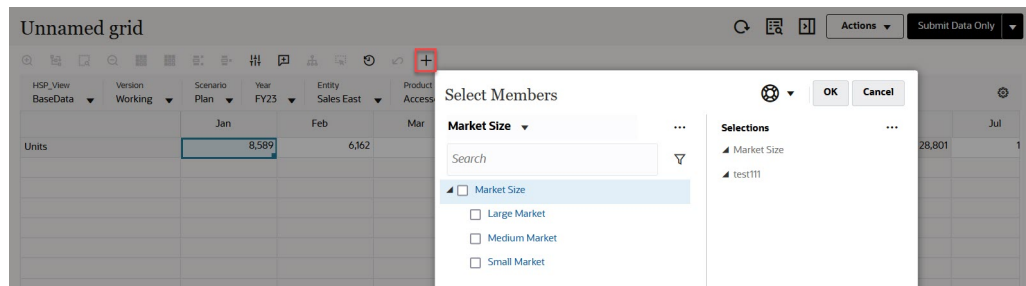 Unnamed grid
Actions
Submit Data Only
HSP_View Version Scenario Year Entity Product
BaseData Working Plan FY23 Sales East Access
Select Members
OK Cancel
Jan Feb Mar Jul
Market Size ...
Selections ...
Units 8,589 6,162 28,801 1
Search
Market Size
test111
Market Size
Large Market
Medium Market
Small Market